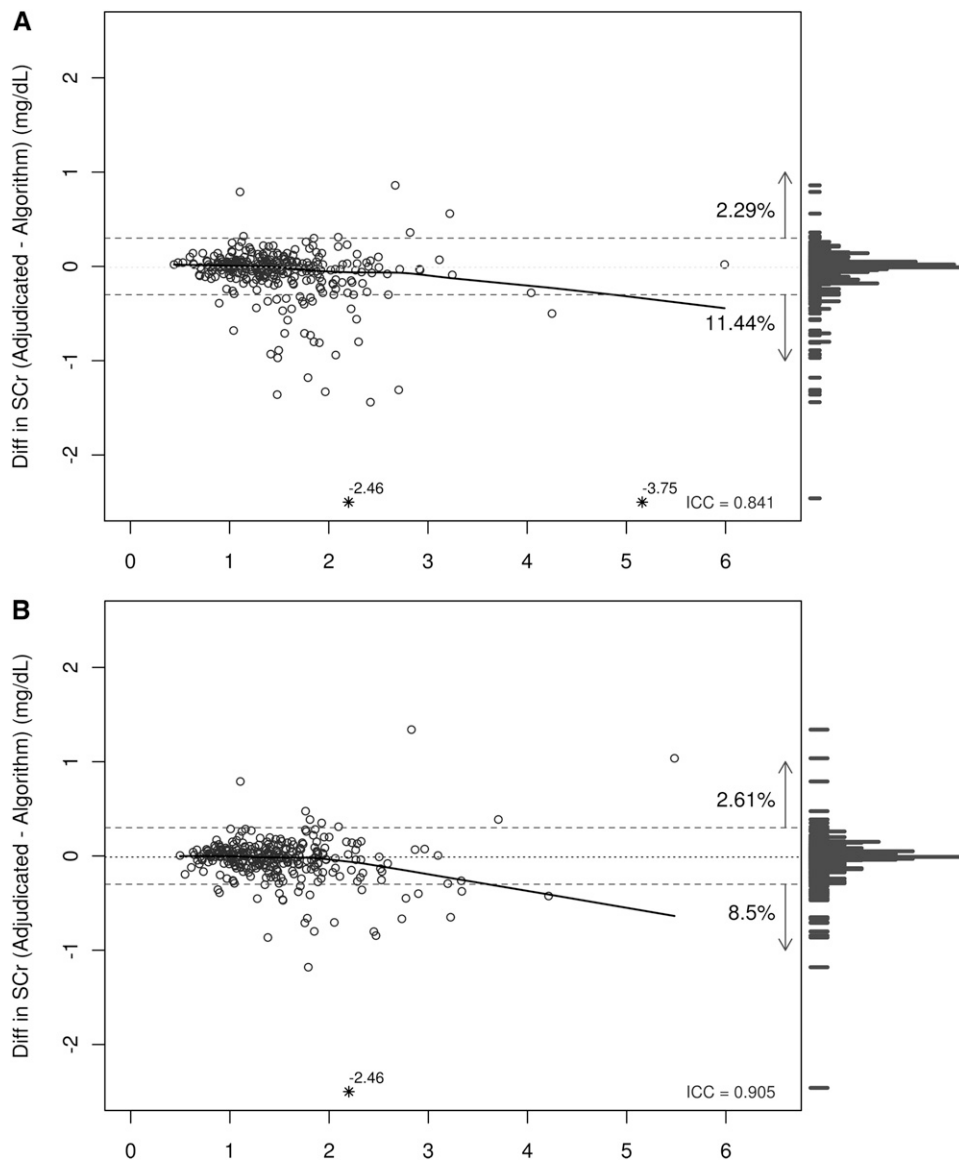 A
Diff in SCr (Adjudicated - Algorithm) (mg/dL)
2
1
0
-1
-2
2.29%
11.44%
-2.46
-3.75
ICC = 0.841
0 1 2 3 4 5 6
B
Diff in SCr (Adjudicated - Algorithm) (mg/dL)
2
1
0
-1
-2
2.61%
8.5%
-2.46
ICC = 0.905
0 1 2 3 4 5 6